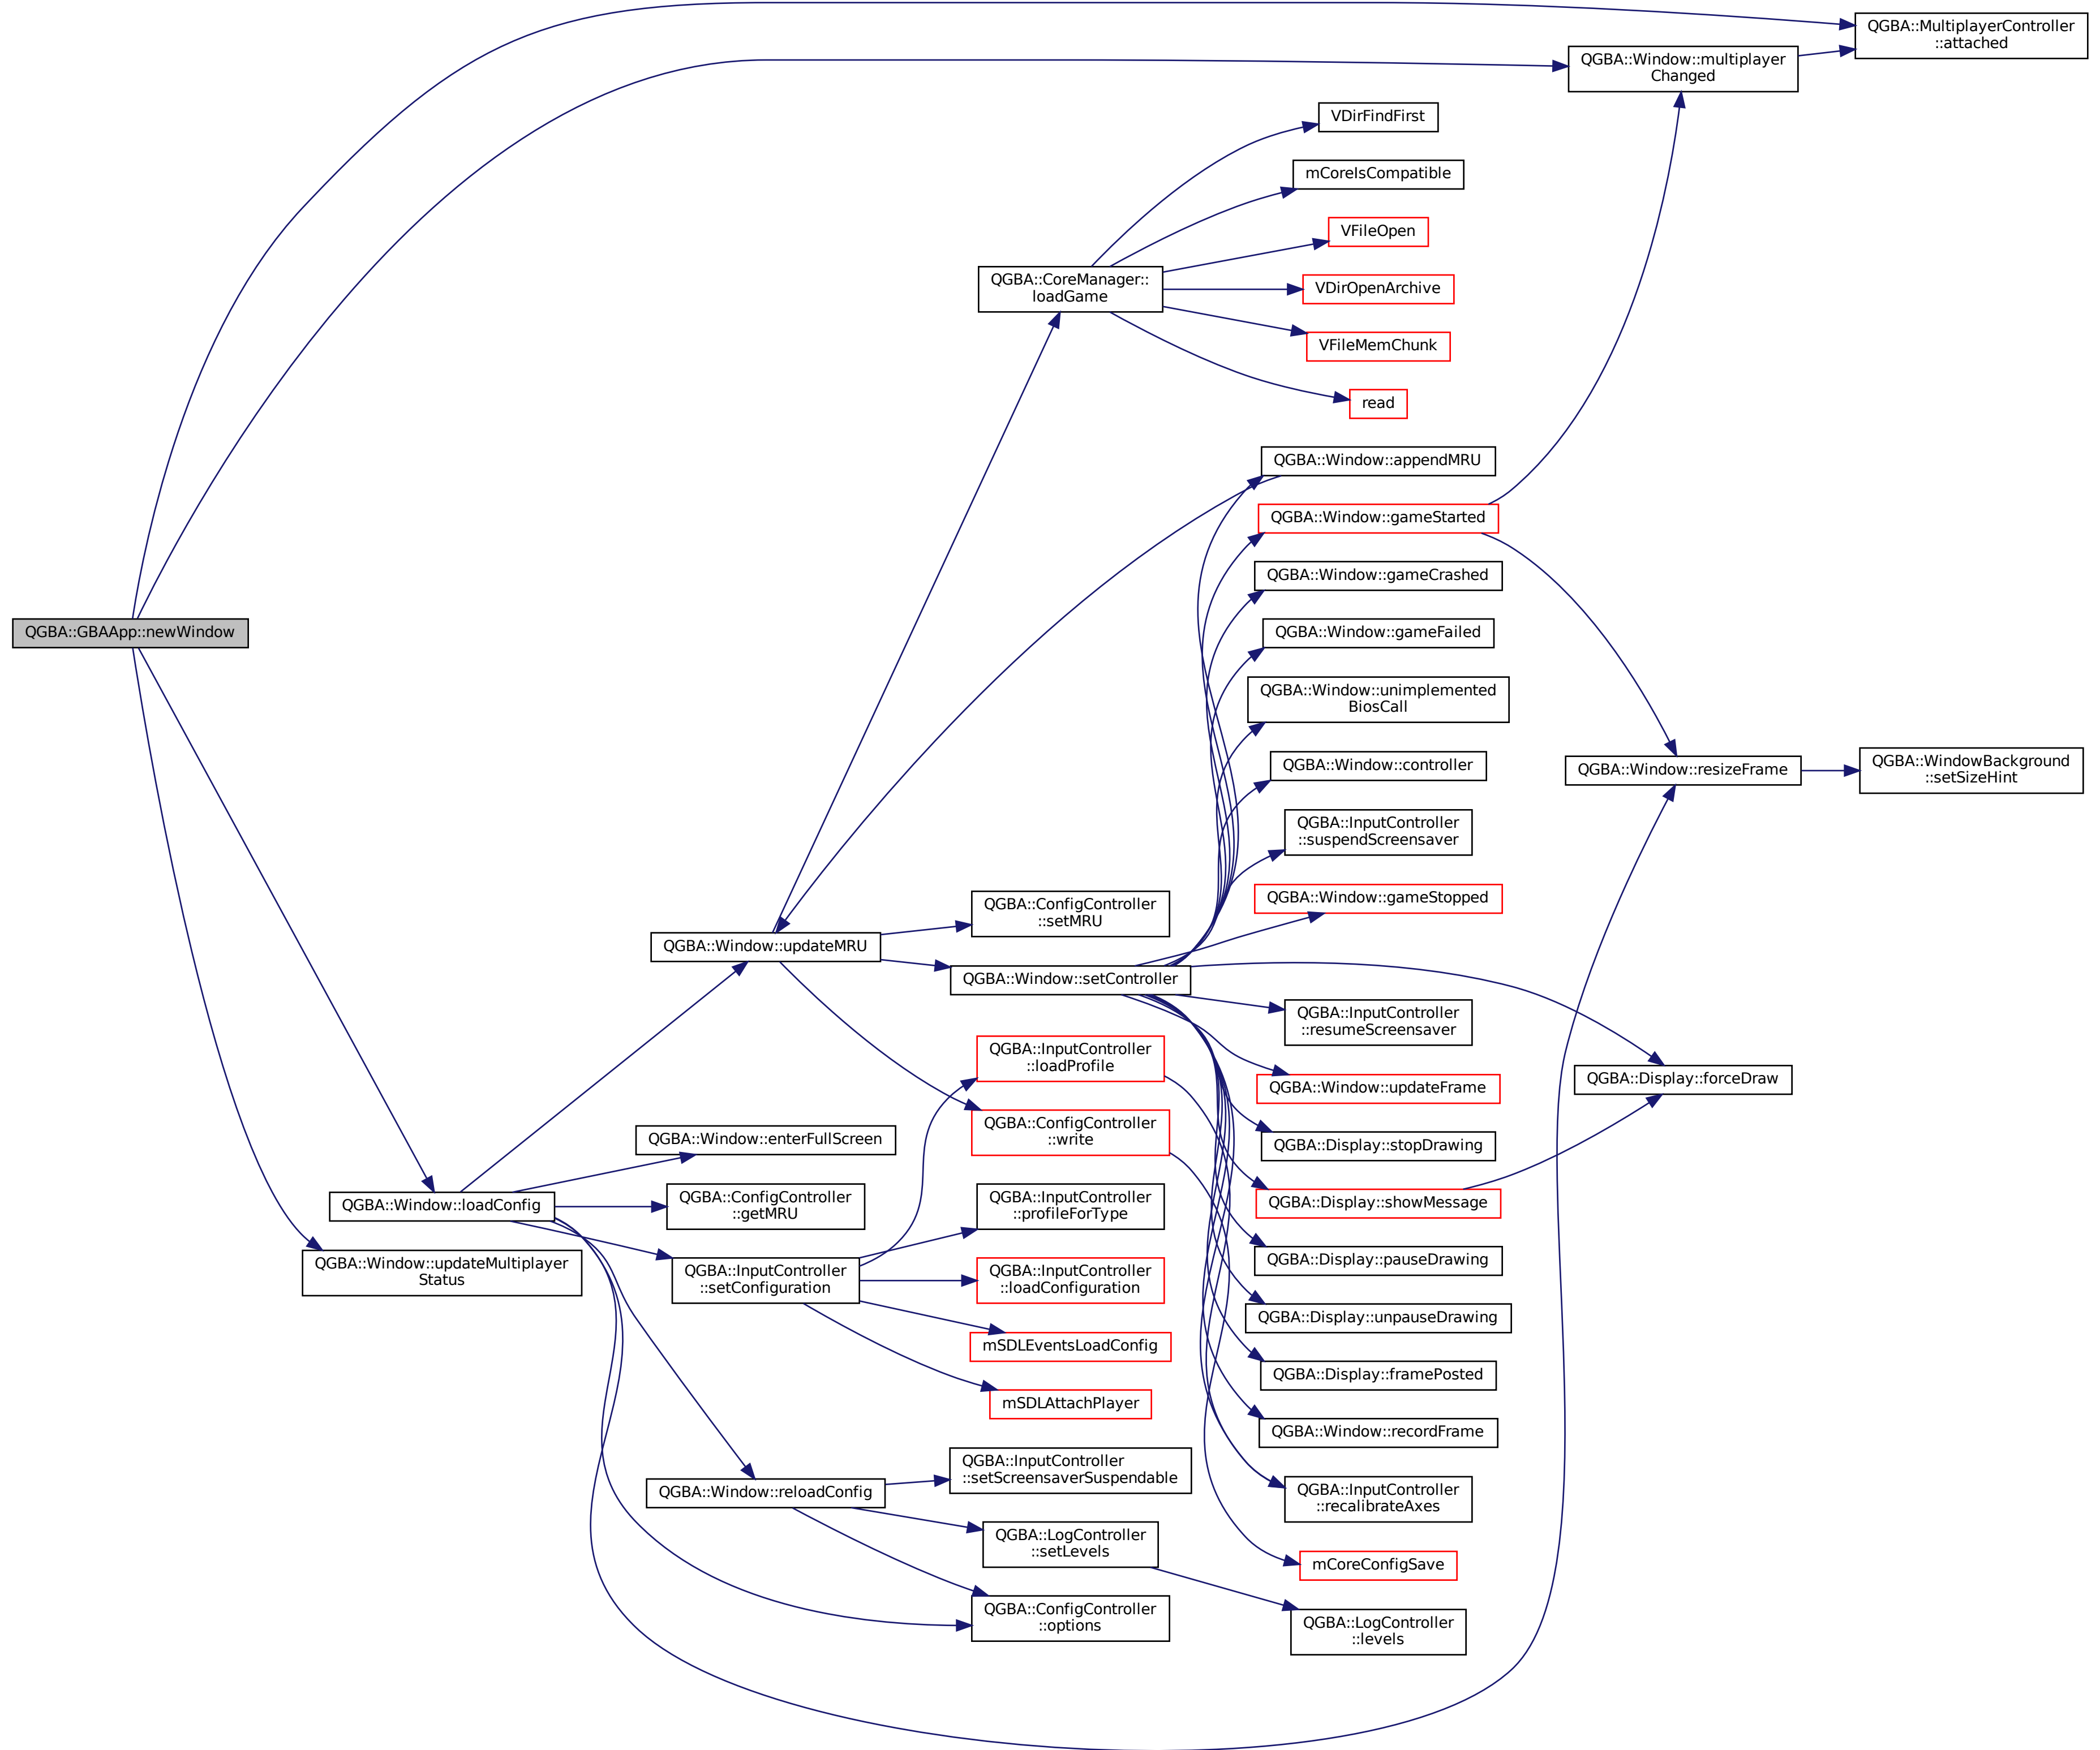 QGBA::MultiplayerController
::attached
QGBA::Window::multiplayer
Changed
VDirFindFirst
mCoreIsCompatible
VFileOpen
QGBA::CoreManager::
loadGame
VDirOpenArchive
VFileMemChunk
read
QGBA::Window::appendMRU
QGBA::Window::gameStarted
QGBA::Window::gameCrashed
QGBA::GBAApp::newWindow
QGBA::Window::gameFailed
QGBA::Window::unimplemented
BiosCall
QGBA::Window::controller
QGBA::Window::resizeFrame
QGBA::WindowBackground
::setSizeHint
QGBA::InputController
::suspendScreensaver
QGBA::Window::gameStopped
QGBA::ConfigController
::setMRU
QGBA::Window::updateMRU
QGBA::Window::setController
QGBA::InputController
::resumeScreensaver
QGBA::InputController
::loadProfile
QGBA::Window::updateFrame
QGBA::Display::forceDraw
QGBA::ConfigController
::write
QGBA::Window::enterFullScreen
QGBA::Display::stopDrawing
QGBA::Window::loadConfig
QGBA::ConfigController
::getMRU
QGBA::InputController
::profileForType
QGBA::Display::showMessage
QGBA::Window::updateMultiplayer
Status
QGBA::InputController
::setConfiguration
QGBA::InputController
::loadConfiguration
QGBA::Display::pauseDrawing
QGBA::Display::unpauseDrawing
mSDLEventsLoadConfig
QGBA::Display::framePosted
mSDLAttachPlayer
QGBA::Window::recordFrame
QGBA::InputController
::setScreensaverSuspendable
QGBA::Window::reloadConfig
QGBA::InputController
::recalibrateAxes
QGBA::LogController
::setLevels
mCoreConfigSave
QGBA::ConfigController
::options
QGBA::LogController
::levels